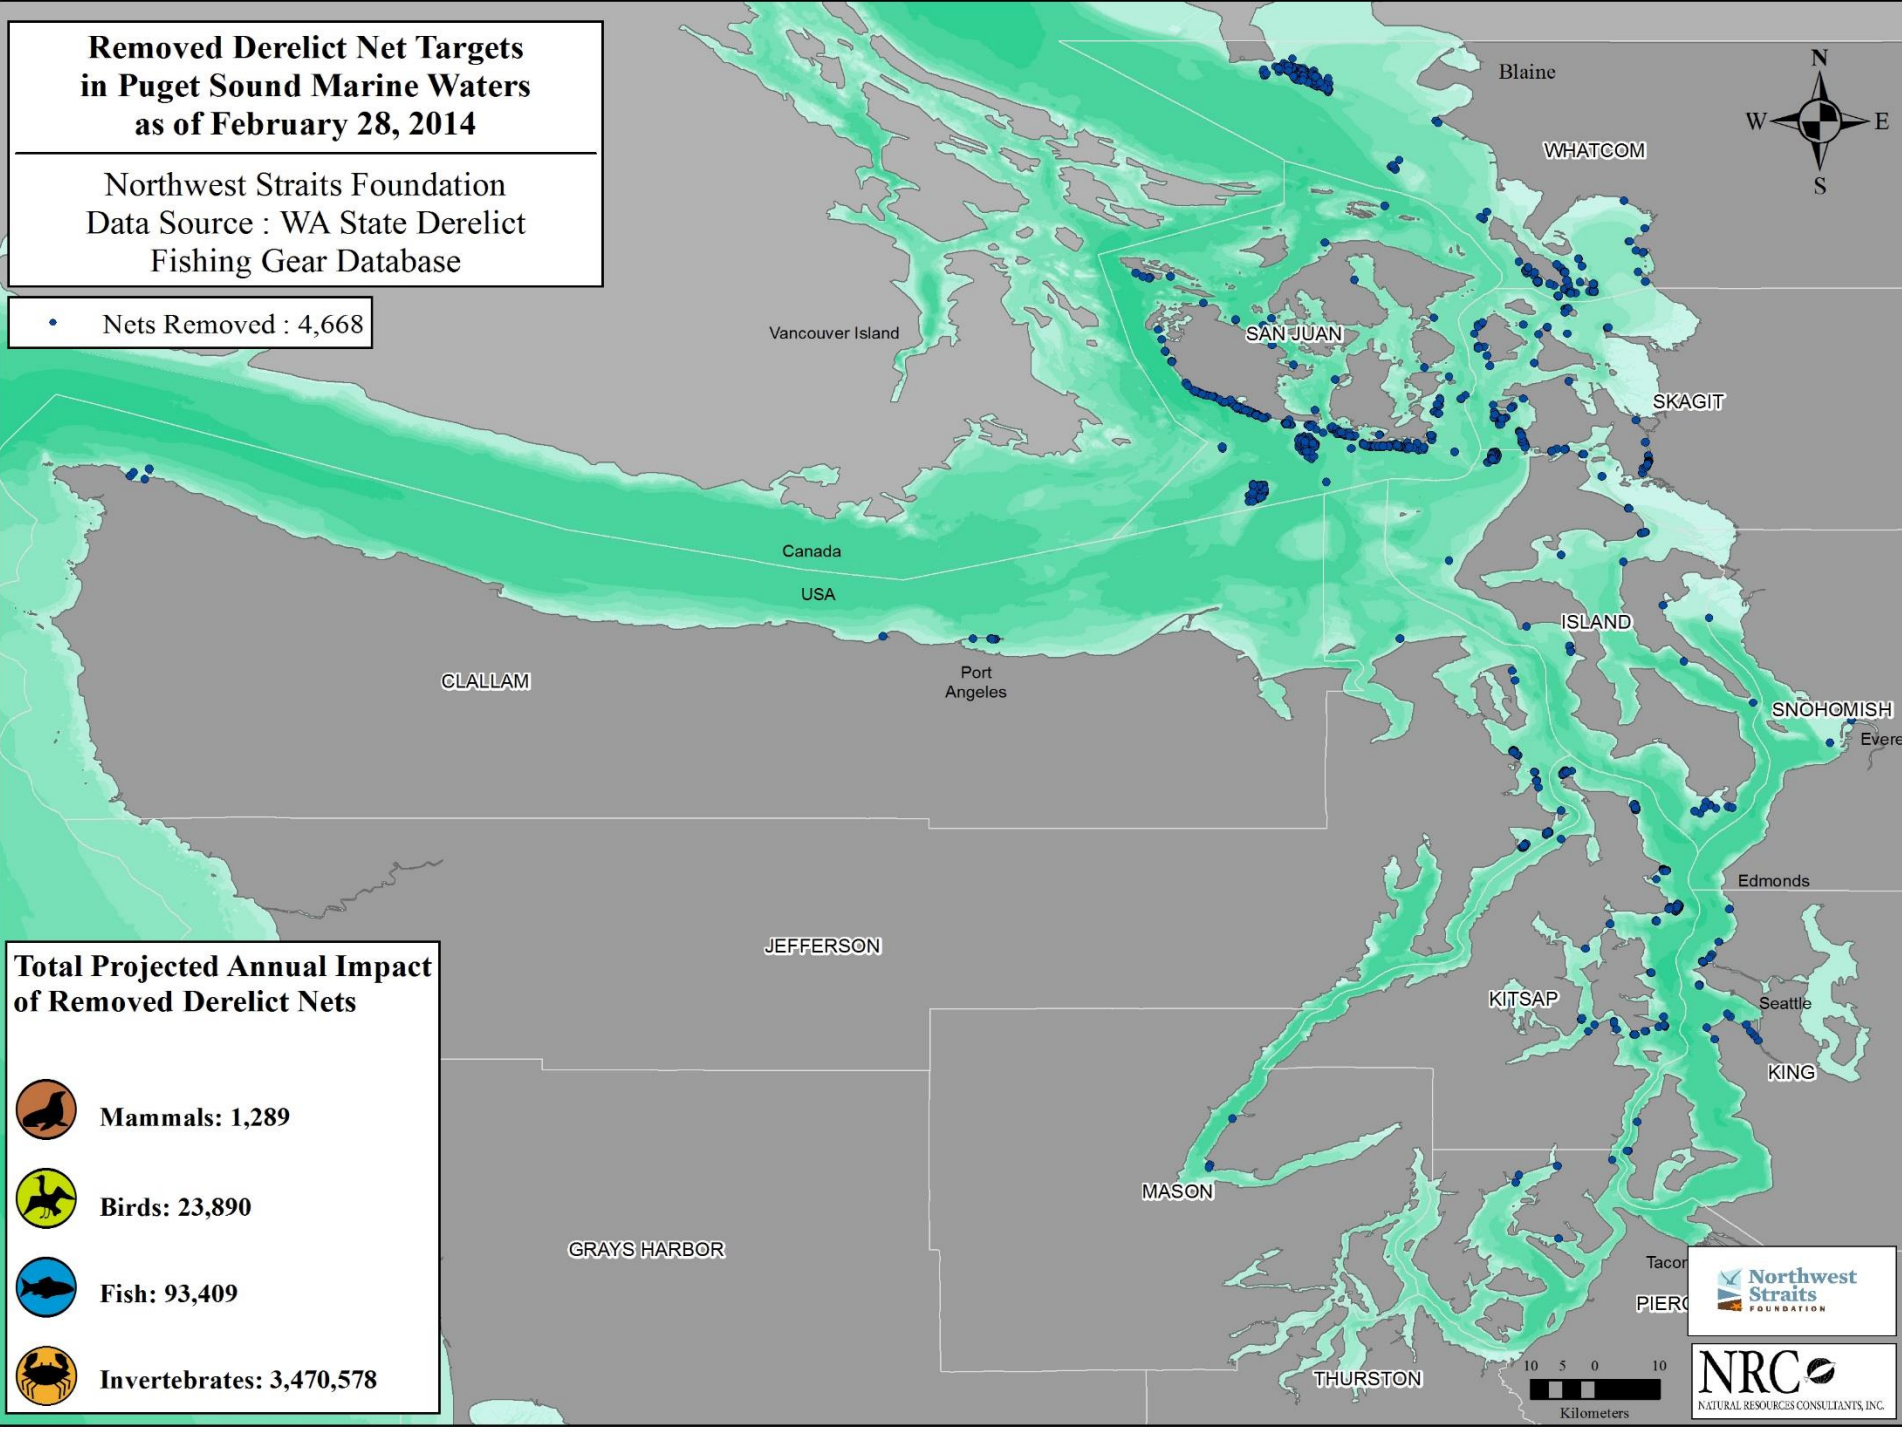 Removed Derelict Net Targets
in Puget Sound Marine Waters
as of February 28, 2014
Northwest Straits Foundation
Data Source : WA State Derelict
Fishing Gear Database
Nets Removed : 4,668
N
W
E
S
Blaine
WHATCOM
Vancouver Island
SAN JUAN
SKAGIT
Canada
USA
ISLAND
CLALLAM
Port
Angeles
SNOHOMISH
Evere
Edmonds
JEFFERSON
KITSAP
Seattle
KING
MASON
GRAYS HARBOR
Tacor
PIERC
THURSTON
Total Projected Annual Impact
of Removed Derelict Nets
Mammals: 1,289
Birds: 23,890
Fish: 93,409
Invertebrates: 3,470,578
Northwest
Straits
FOUNDATION
10 5 0 10
Kilometers
NRC
NATURAL RESOURCES CONSULTANTS, INC.